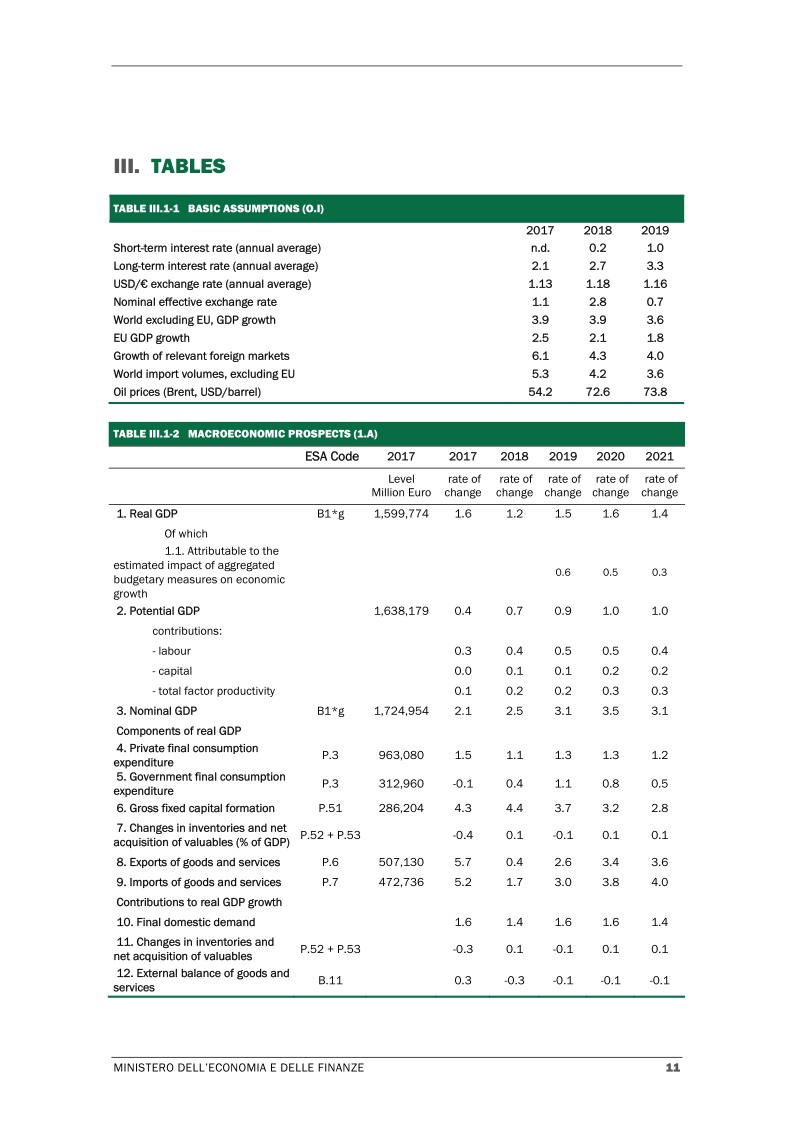 III. TABLES
TABLE III.1-1 BASIC ASSUMPTIONS (O.I)
2017 2018 2019
Short-term interest rate (annual average) n.d. 0.2 1.0
Long-term interest rate (annual average) 2.1 2.7 3.3
USD/€ exchange rate (annual average) 1.13 1.18 1.16
Nominal effective exchange rate 1.1 2.8 0.7
World excluding EU, GDP growth 3.9 3.9 3.6
EU GDP growth 2.5 2.1 1.8
Growth of relevant foreign markets 6.1 4.3 4.0
World import volumes, excluding EU 5.3 4.2 3.6
Oil prices (Brent, USD/barrel) 54.2 72.6 73.8
TABLE III.1-2 MACROECONOMIC PROSPECTS (1.A)
ESA Code 2017 2017 2018 2019 2020 2021
Level rate of rate of rate of rate of rate of
Million Euro change change change change change
1. Real GDP B1*g 1,599,774 1.6 1.2 1.5 1.6 1.4
Of which
1.1. Attributable to the
estimated impact of aggregated
budgetary measures on economic 0.6 0.5 0.3
growth
2. Potential GDP 1,638,179 0.4 0.7 0.9 1.0 1.0
contributions:
- labour 0.3 0.4 0.5 0.5 0.4
- capital 0.0 0.1 0.1 0.2 0.2
- total factor productivity 0.1 0.2 0.2 0.3 0.3
3. Nominal GDP B1*g 1,724,954 2.1 2.5 3.1 3.5 3.1
Components of real GDP
4. Private final consumption
expenditure P.3 963,080 1.5 1.1 1.3 1.3 1.2
5. Government final consumption
expenditure P.3 312,960 -0.1 0.4 1.1 0.8 0.5
6. Gross fixed capital formation P.51 286,204 4.3 4.4 3.7 3.2 2.8
7. Changes in inventories and net
acquisition of valuables (% of GDP) P.52 + P.53 -0.4 0.1 -0.1 0.1 0.1
8. Exports of goods and services P.6 507,130 5.7 0.4 2.6 3.4 3.6
9. Imports of goods and services P.7 472,736 5.2 1.7 3.0 3.8 4.0
Contributions to real GDP growth
10. Final domestic demand 1.6 1.4 1.6 1.6 1.4
11. Changes in inventories and
net acquisition of valuables P.52 + P.53 -0.3 0.1 -0.1 0.1 0.1
12. External balance of goods and
services B.11 0.3 -0.3 -0.1 -0.1 -0.1
MINISTERO DELL'ECONOMIA E DELLE FINANZE 11